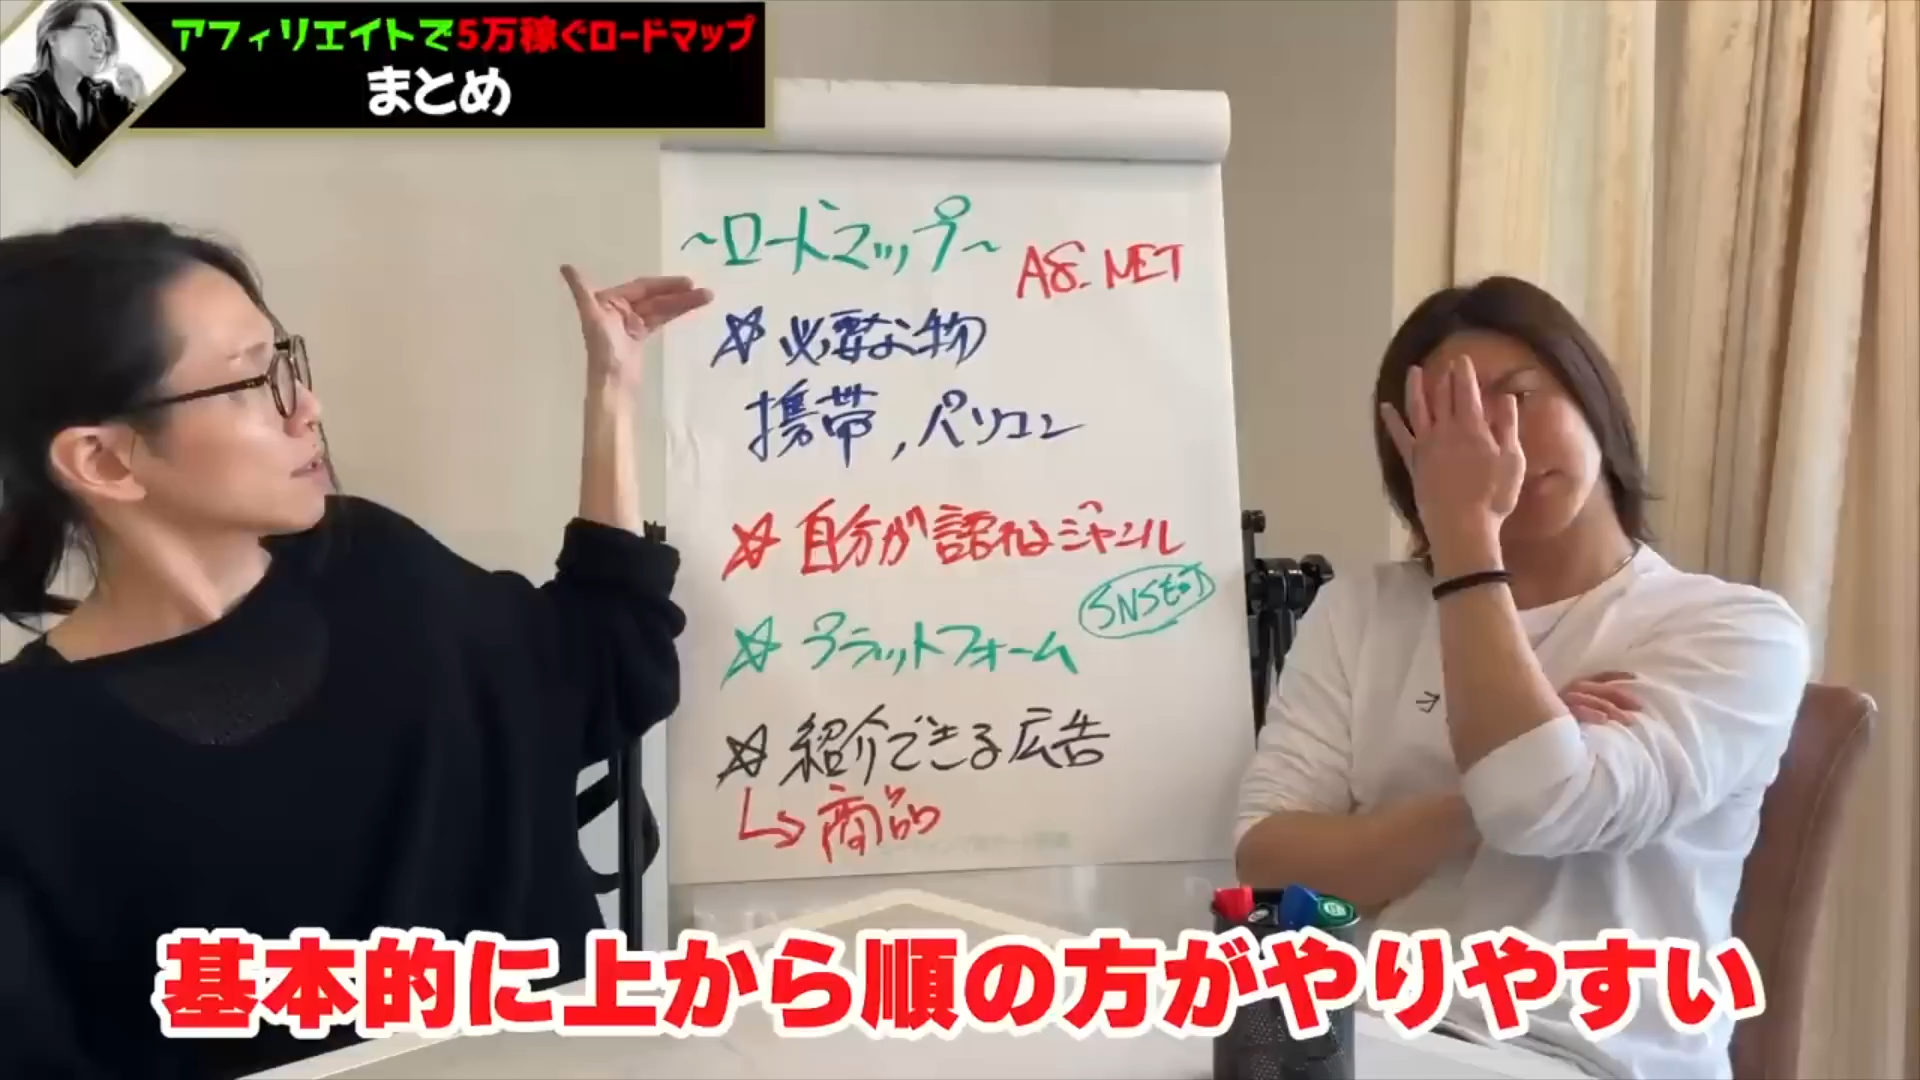 アフィリエイトで5万稼ぐロードマップ
まとめ
~ロードマップ~
A8.NET
☆必要な物
携帯,パソコン
☆自分が語れるジャンル
☆プラットフォーム
☆紹介できる広告
↳商品
基本的に上から順の方がやりやすい